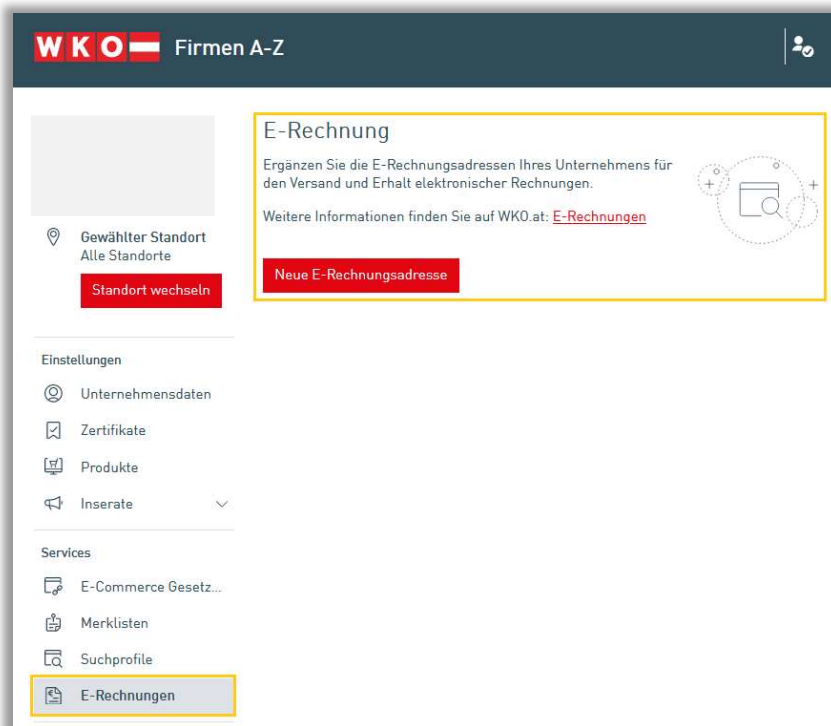 WKO Firmen A-Z
E-Rechnung
Ergänzen Sie die E-Rechnungsadressen Ihres Unternehmens für
den Versand und Erhalt elektronischer Rechnungen.
Weitere Informationen finden Sie auf WKO.at: E-Rechnungen
Neue E-Rechnungsadresse
Gewählter Standort
Alle Standorte
Standort wechseln
Einstellungen
Unternehmensdaten
Zertifikate
Produkte
Inserate
Services
E-Commerce Gesetz...
Merklisten
Suchprofile
E-Rechnungen